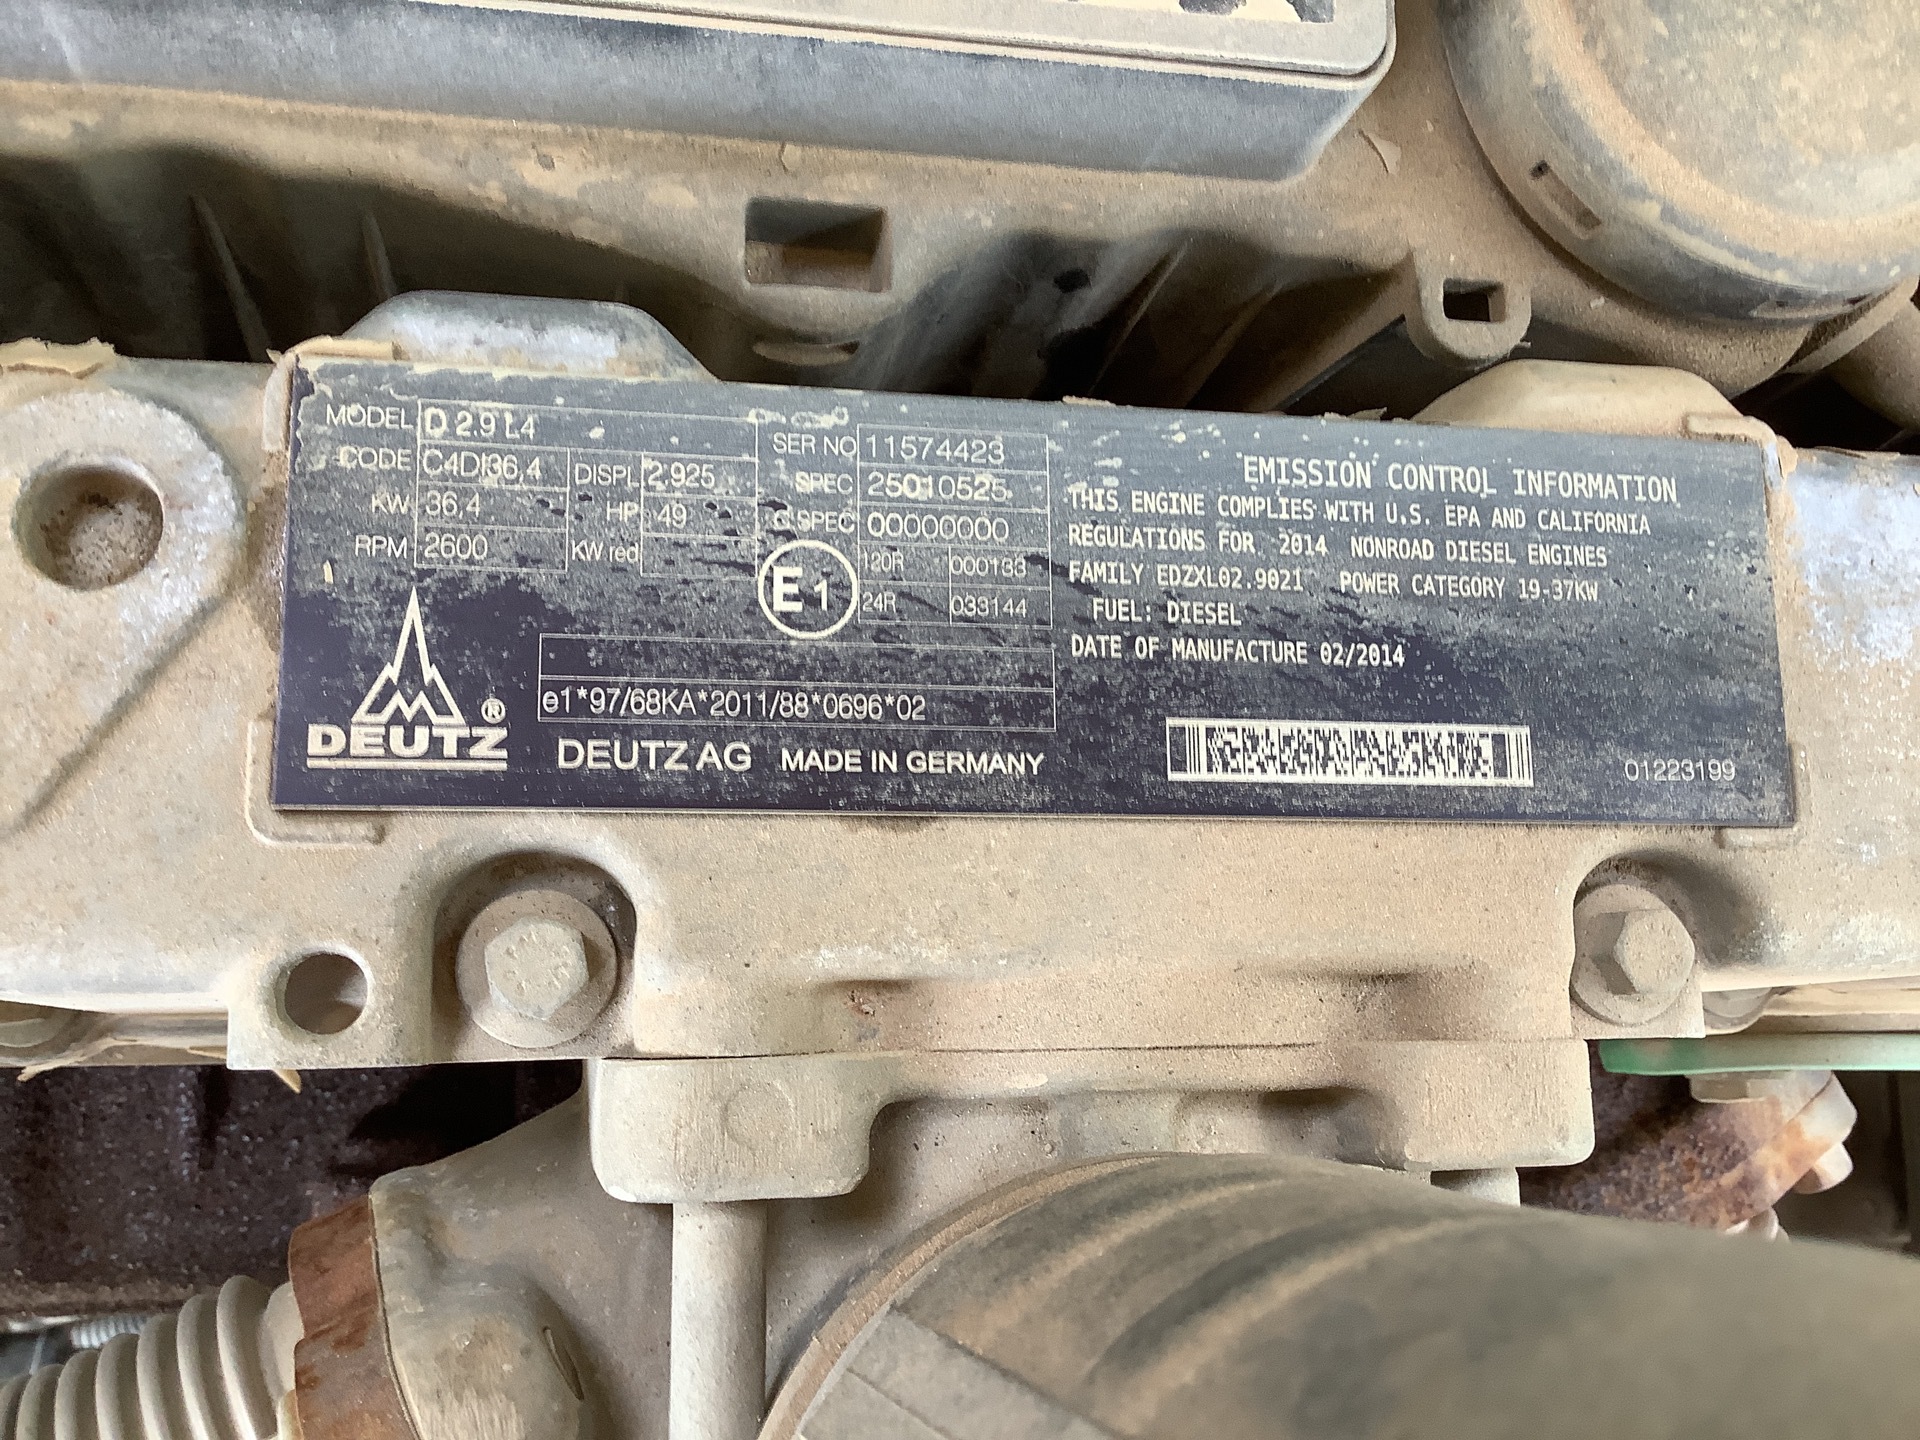 MODEL D 2.9 L4
CODE C4DI36,4 DISPL 2.925
KW 36,4 HP 49
RPM 2600 KW red
SER NO 11574423
SPEC 25010525
C SPEC 00000000
E1 120R 000133
24R 033144
e1*97/68KA*2011/88*0696*02
DEUTZ®
DEUTZ AG MADE IN GERMANY
EMISSION CONTROL INFORMATION
THIS ENGINE COMPLIES WITH U.S. EPA AND CALIFORNIA
REGULATIONS FOR 2014 NONROAD DIESEL ENGINES
FAMILY EDZXL02.9021 POWER CATEGORY 19-37KW
FUEL: DIESEL
DATE OF MANUFACTURE 02/2014
01223199